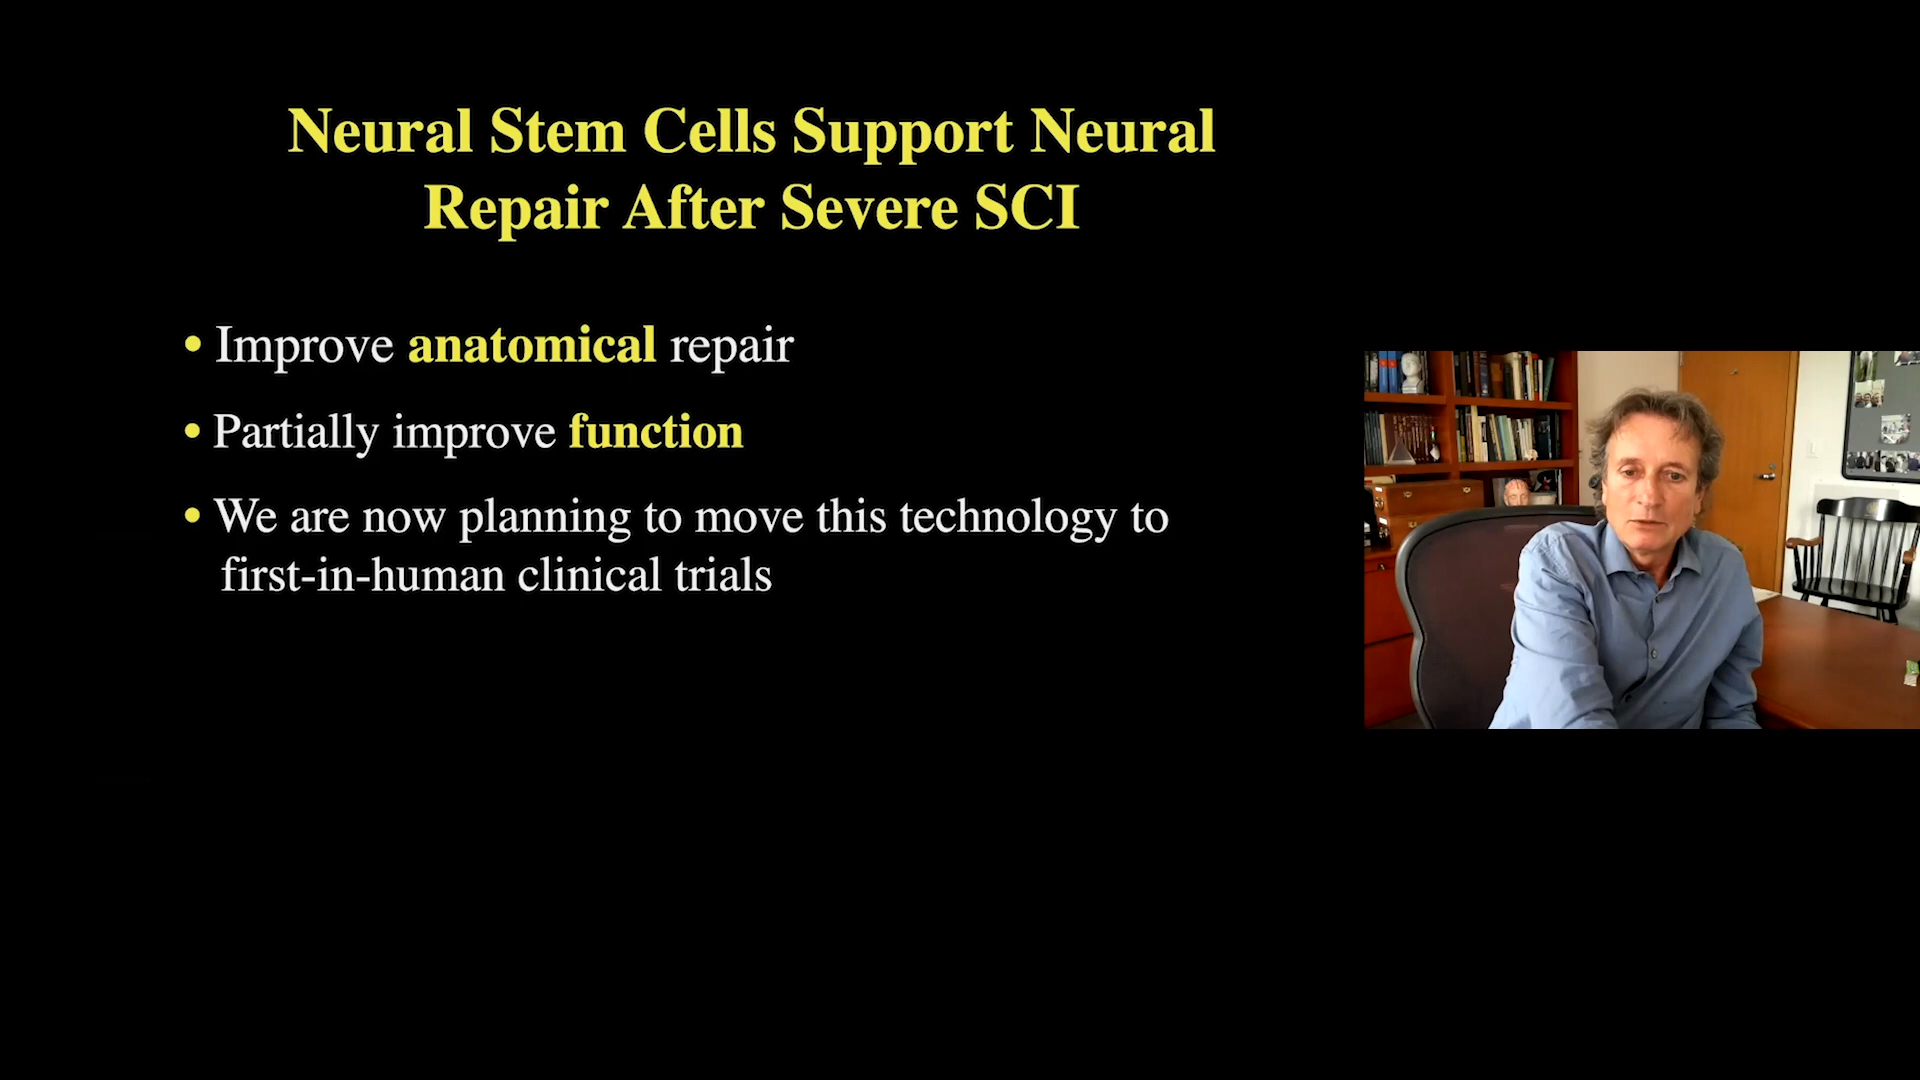 Neural Stem Cells Support Neural
Repair After Severe SCI
• Improve anatomical repair
• Partially improve function
• We are now planning to move this technology to
first-in-human clinical trials